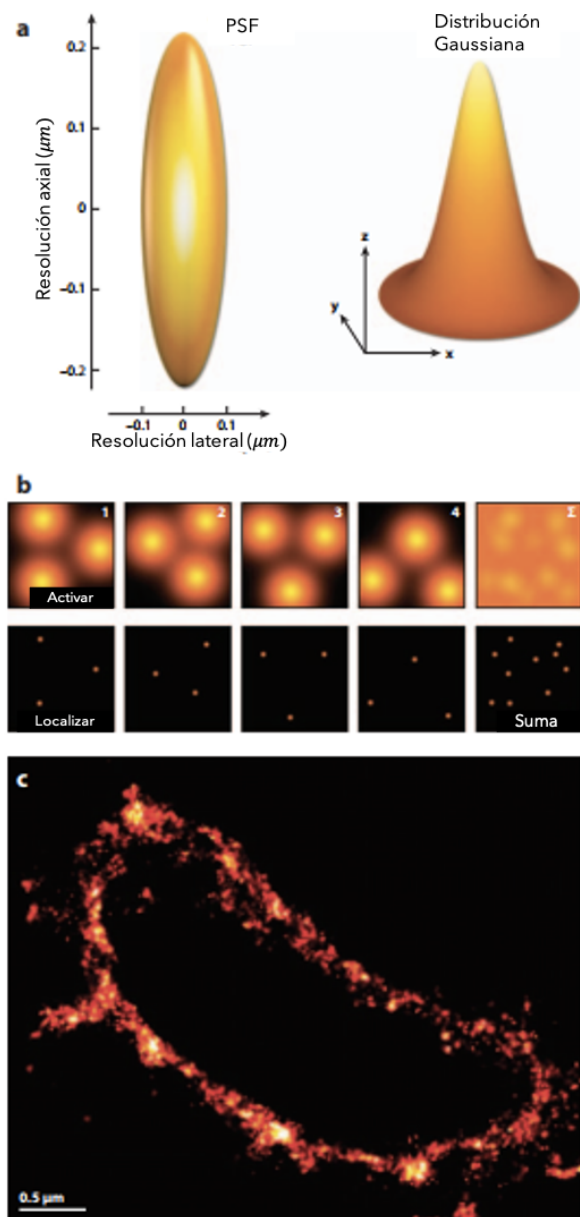 a
PSF
Distribución
Gaussiana
Resolución axial (μm)
0.2
0.1
0
−0.1
−0.2
−0.1 0 0.1
Resolución lateral (μm)
z
y
x
b
1 2 3 4 Σ
Activar
Localizar
Suma
c
0.5 μm